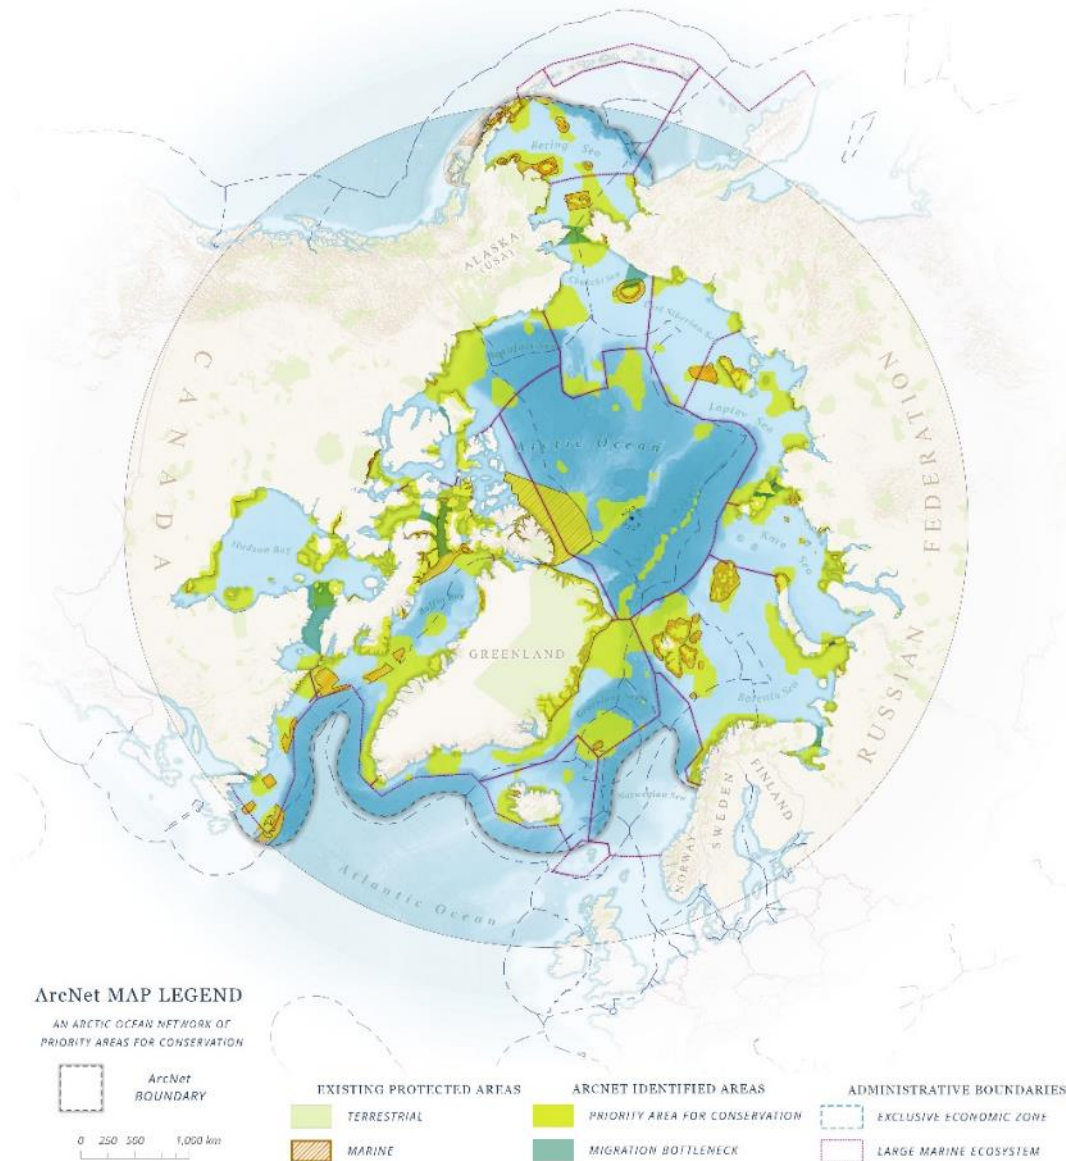 Bering Sea
ALASKA
(USA)
Chukchi Sea
East Siberian Sea
Beaufort Sea
Laptev Sea
Arctic Ocean
CANADA
RUSSIAN FEDERATION
Kara
Sea
Hudson Bay
Baffin Bay
GREENLAND
Barents Sea
Greenland Sea
Norwegian Sea
NORWAY
SWEDEN
FINLAND
Atlantic Ocean
ArcNet MAP LEGEND
AN ARCTIC OCEAN NETWORK OF
PRIORITY AREAS FOR CONSERVATION
ArcNet
BOUNDARY
0 250 500 1,000 km
EXISTING PROTECTED AREAS
TERRESTRIAL
MARINE
ARCNET IDENTIFIED AREAS
PRIORITY AREA FOR CONSERVATION
MIGRATION BOTTLENECK
ADMINISTRATIVE BOUNDARIES
EXCLUSIVE ECONOMIC ZONE
LARGE MARINE ECOSYSTEM